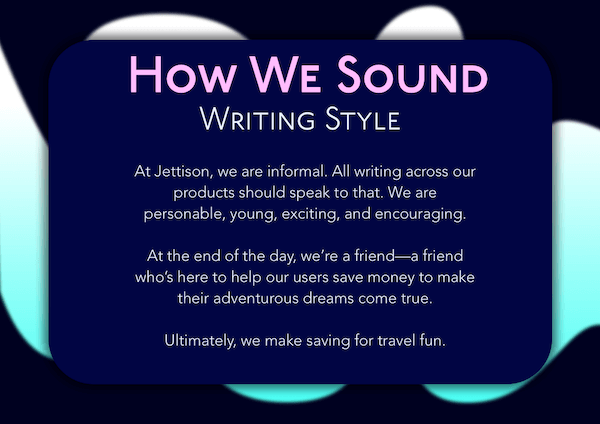 How We Sound
Writing Style
At Jettison, we are informal. All writing across our
products should speak to that. We are
personable, young, exciting, and encouraging.
At the end of the day, we’re a friend—a friend
who’s here to help our users save money to make
their adventurous dreams come true.
Ultimately, we make saving for travel fun.